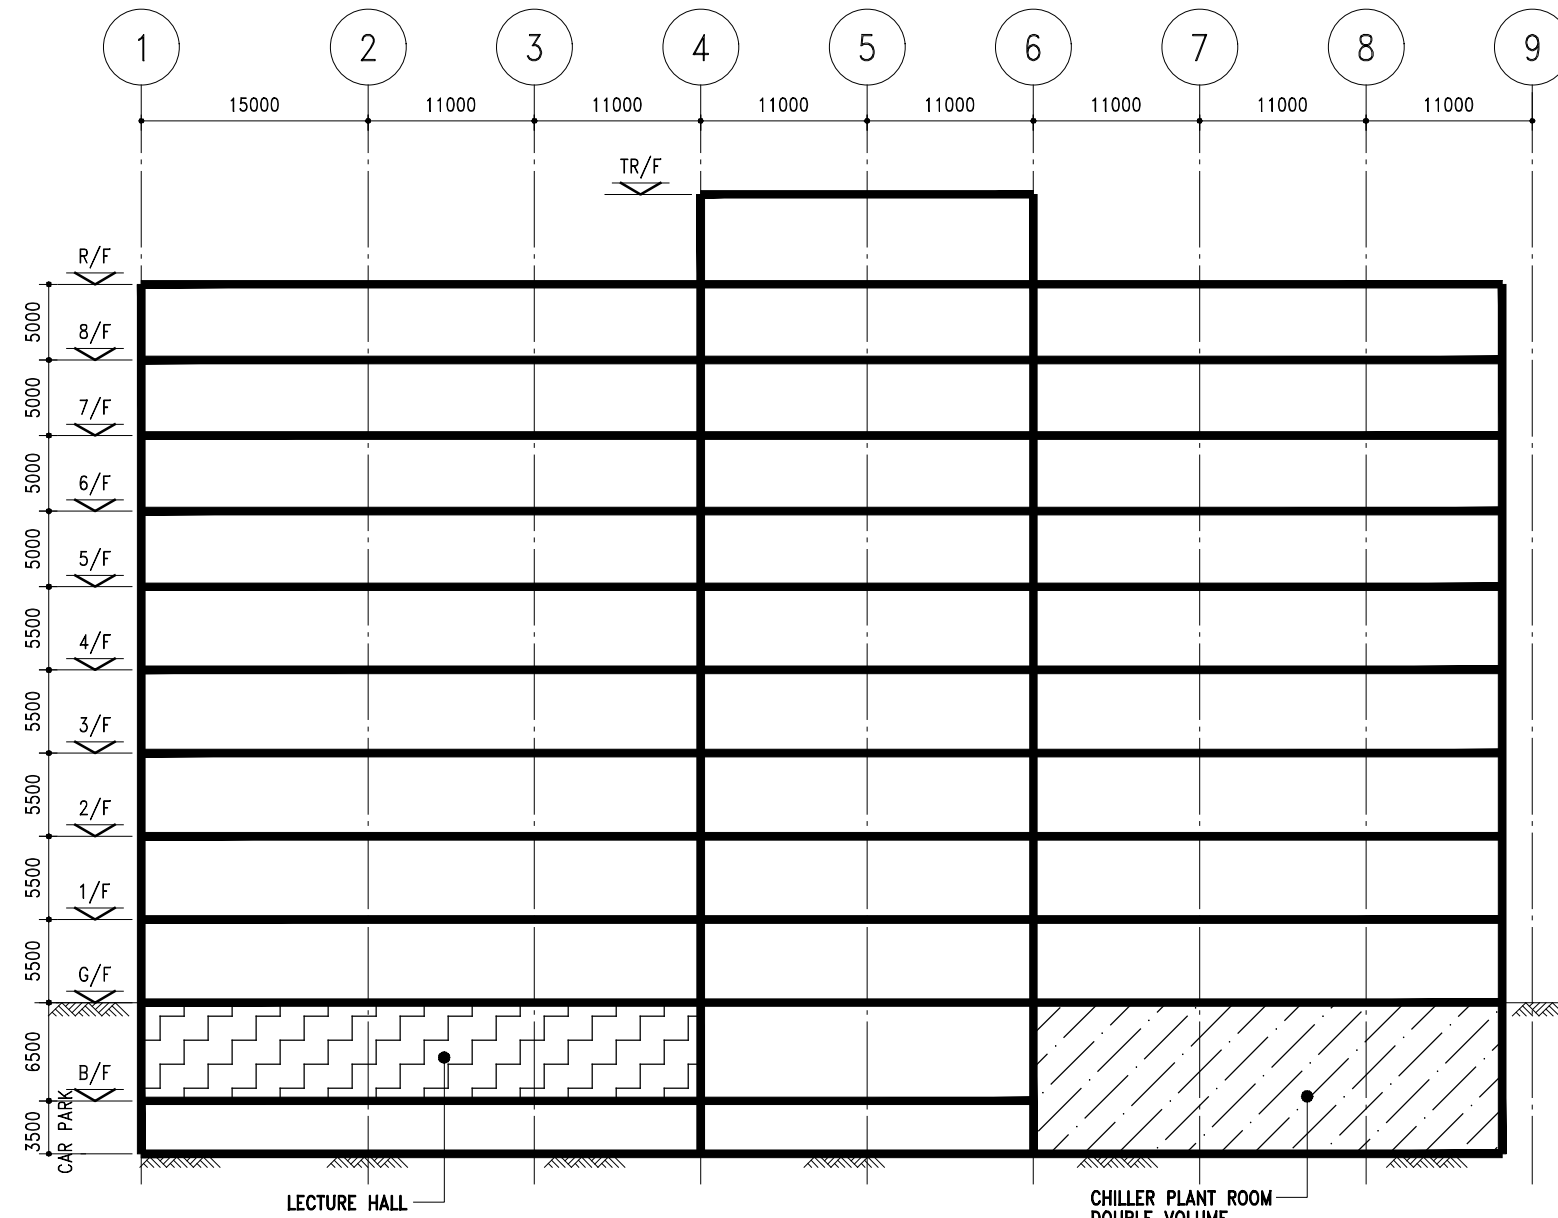 1 2 3 4 5 6 7 8 9
15000 11000 11000 11000 11000 11000 11000 11000
TR/F
R/F
5000
8/F
5000
7/F
5000
6/F
5000
5/F
5500
4/F
5500
3/F
5500
2/F
5500
1/F
5500
G/F
6500
B/F
3500
CAR PARK
LECTURE HALL
CHILLER PLANT ROOM
DOUBLE VOLUME